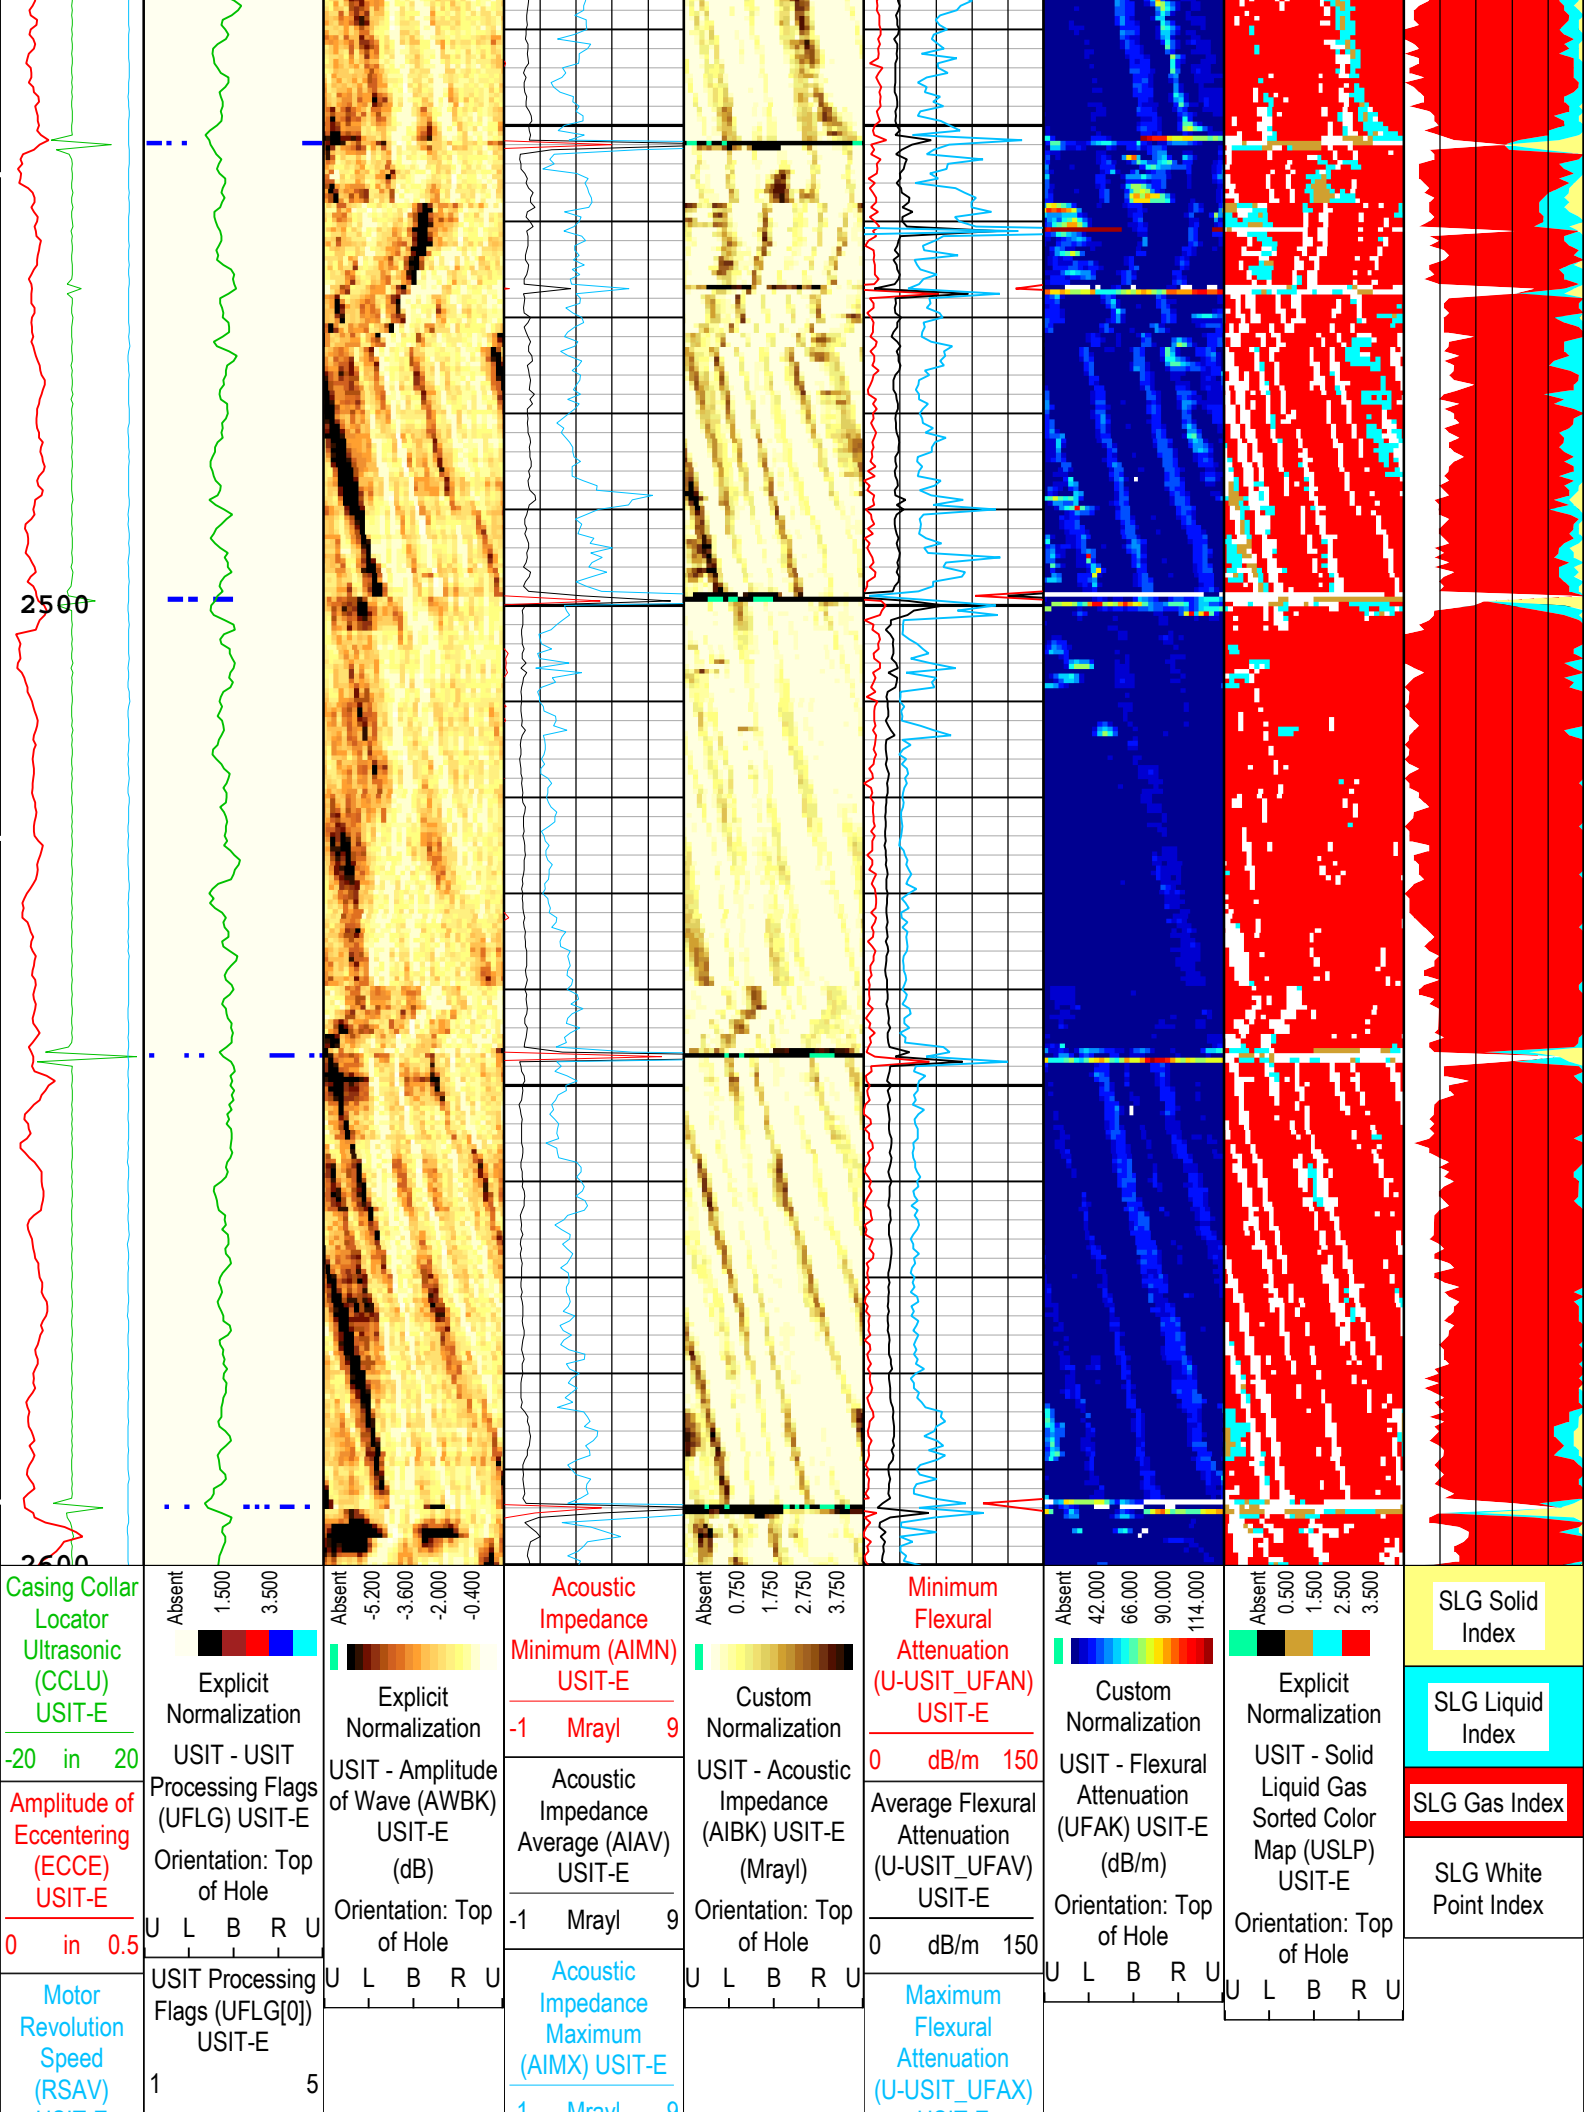 2500
2600
Casing Collar
Locator
Ultrasonic
(CCLU)
USIT-E
-20 in 20
Amplitude of
Eccentering
(ECCE)
USIT-E
0 in 0.5
Motor
Revolution
Speed
(RSAV)
USIT-E
Absent
1.500
3.500
Explicit
Normalization
USIT - USIT
Processing Flags
(UFLG) USIT-E
Orientation: Top
of Hole
U L B R U
USIT Processing
Flags (UFLG[0])
USIT-E
1 5
Absent
-5.200
-3.600
-2.000
-0.400
Explicit
Normalization
USIT - Amplitude
of Wave (AWBK)
USIT-E
(dB)
Orientation: Top
of Hole
U L B R U
Acoustic
Impedance
Minimum (AIMN)
USIT-E
-1 Mrayl 9
Acoustic
Impedance
Average (AIAV)
USIT-E
-1 Mrayl 9
Acoustic
Impedance
Maximum
(AIMX) USIT-E
-1 Mrayl 9
Absent
0.750
1.750
2.750
3.750
Custom
Normalization
USIT - Acoustic
Impedance
(AIBK) USIT-E
(Mrayl)
Orientation: Top
of Hole
U L B R U
Minimum
Flexural
Attenuation
(U-USIT_UFAN)
USIT-E
0 dB/m 150
Average Flexural
Attenuation
(U-USIT_UFAV)
USIT-E
0 dB/m 150
Maximum
Flexural
Attenuation
(U-USIT_UFAX)
USIT-E
Absent
42.000
66.000
90.000
114.000
Custom
Normalization
USIT - Flexural
Attenuation
(UFAK) USIT-E
(dB/m)
Orientation: Top
of Hole
U L B R U
Absent
0.500
1.500
2.500
3.500
Explicit
Normalization
USIT - Solid
Liquid Gas
Sorted Color
Map (USLP)
USIT-E
Orientation: Top
of Hole
U L B R U
SLG Solid
Index
SLG Liquid
Index
SLG Gas Index
SLG White
Point Index